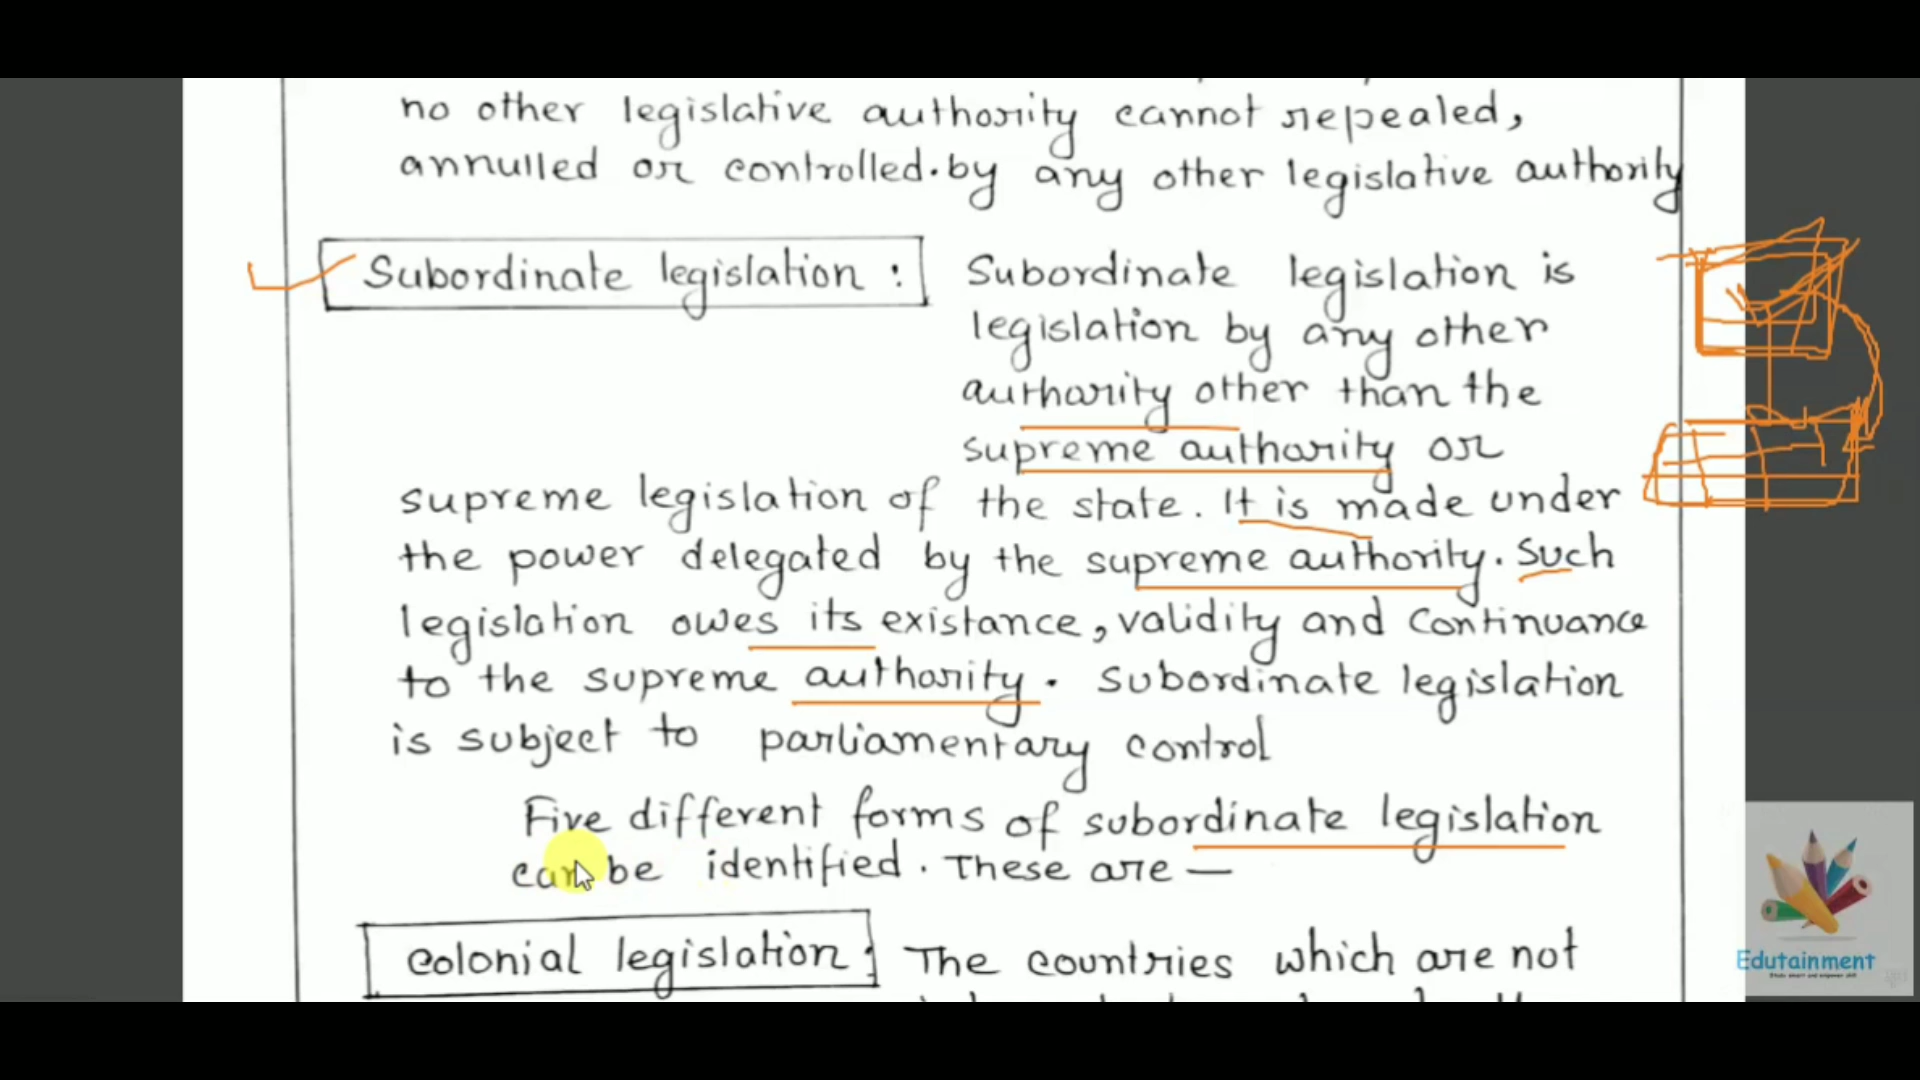 no other legislative authority cannot repealed,
annulled or controlled. by any other legislative authority
Subordinate legislation :
Subordinate legislation is
legislation by any other
authority other than the
supreme authority or
supreme legislation of the state. It is made under
the power delegated by the supreme authority. Such
legislation owes its existance, validity and continuance
to the supreme authority. Subordinate legislation
is subject to parliamentary control
Five different forms of subordinate legislation
can be identified. These are —
Colonial legislation : The countries which are not
Edutainment